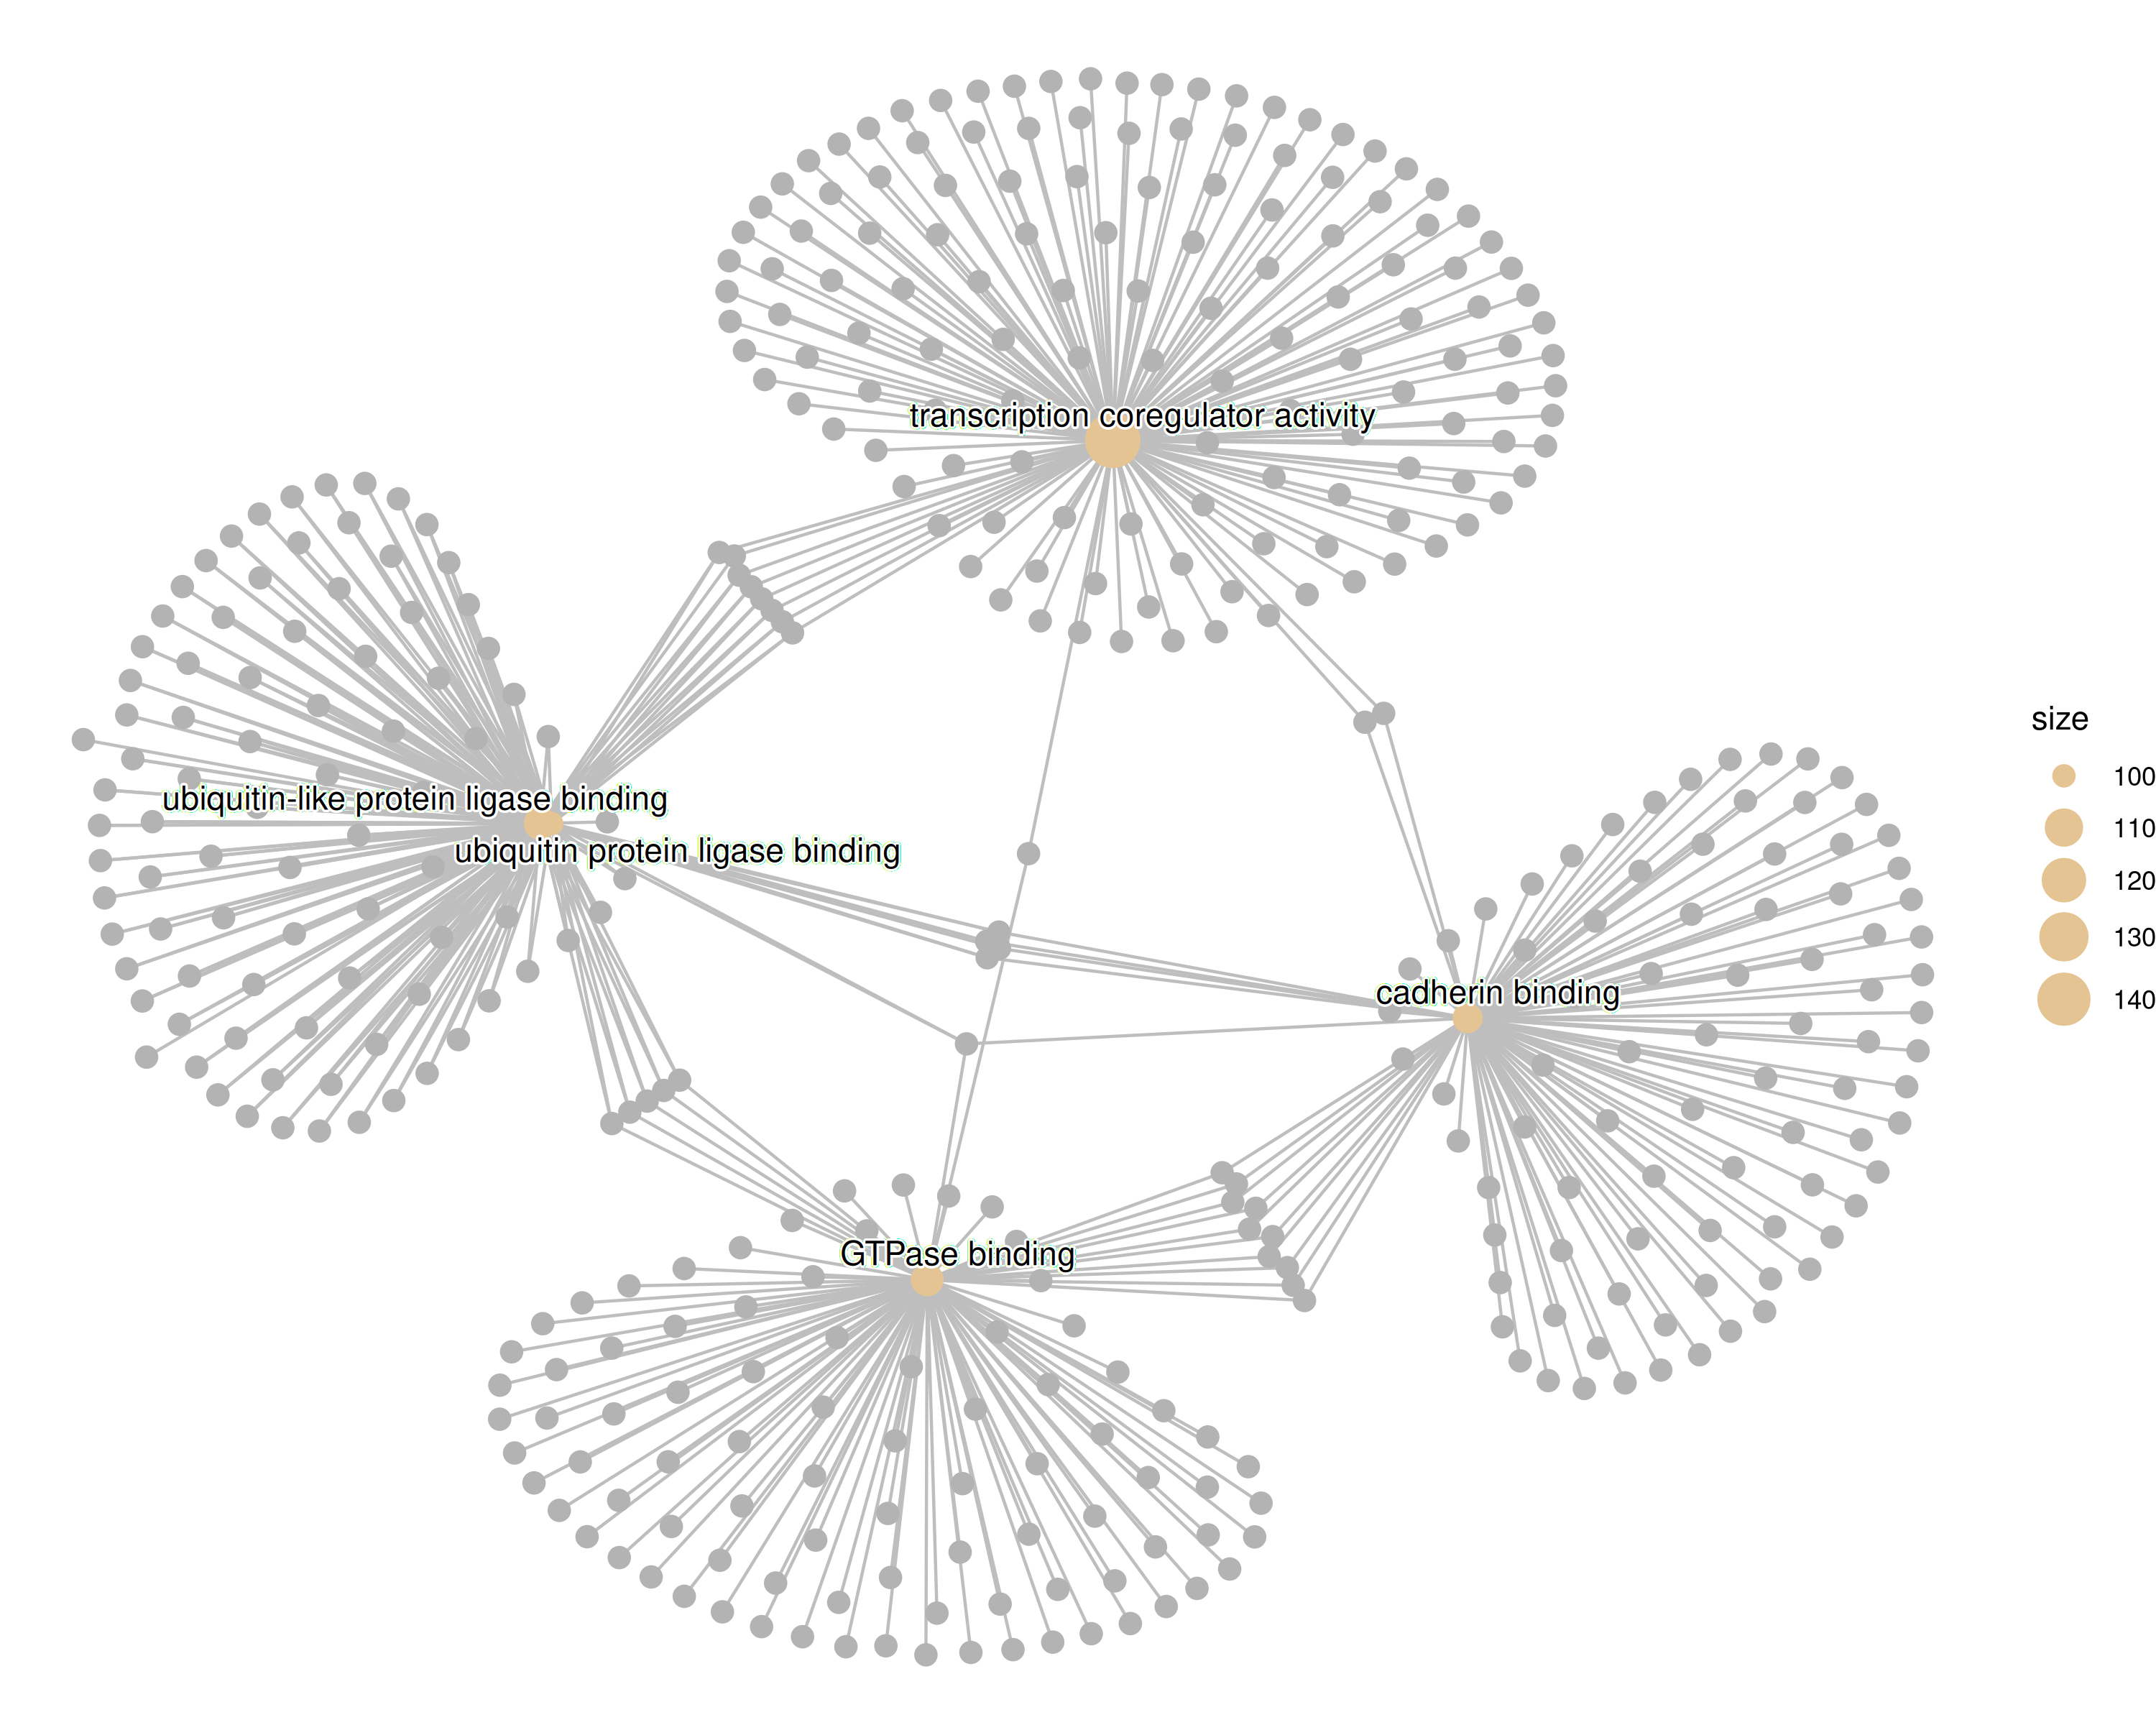 transcription coregulator activity
ubiquitin-like protein ligase binding
ubiquitin protein ligase binding
cadherin binding
GTPase binding
size
100
110
120
130
140